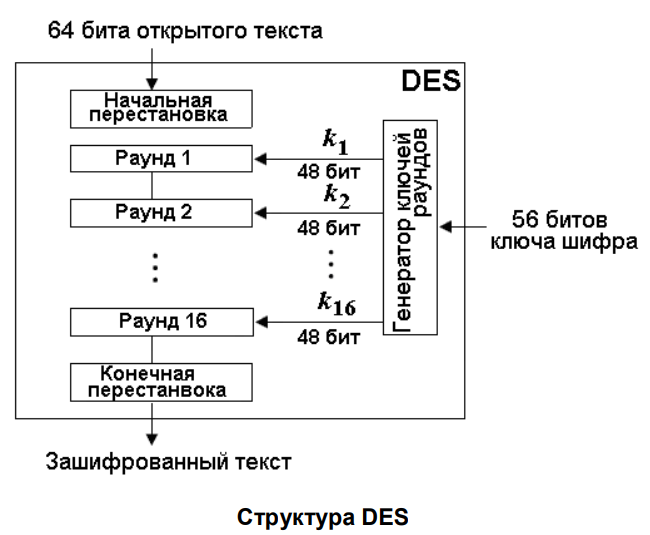 64 бита открытого текста
DES
Начальная
перестановка
k1
Раунд 1
48 бит
k2
Раунд 2
48 бит
Генератор ключей
раундов
56 битов
ключа шифра
k16
Раунд 16
48 бит
Конечная
перестанвока
Зашифрованный текст
Структура DES